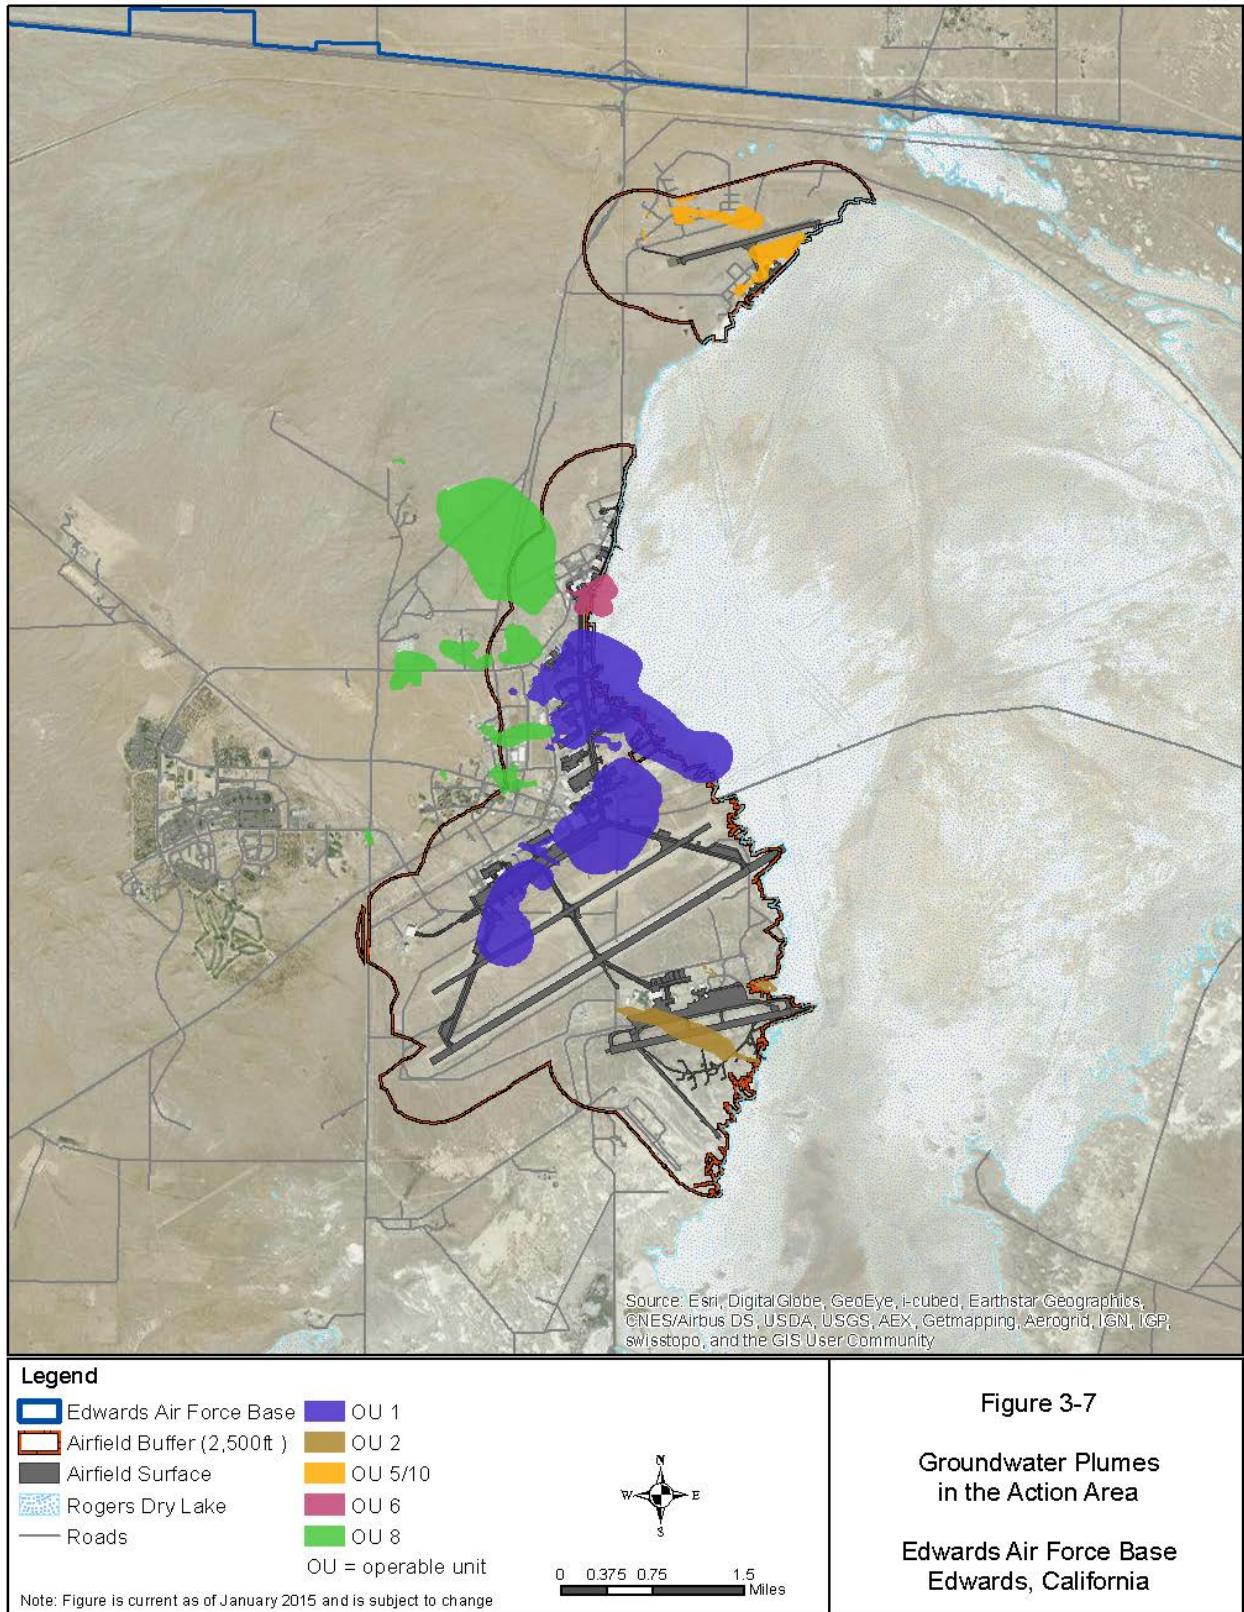 Source: Esri, DigitalGlobe, GeoEye, i-cubed, Earthstar Geographics,
CNES/Airbus DS, USDA, USGS, AEX, Getmapping, Aerogrid, IGN, IGP,
swisstopo, and the GIS User Community
Legend
Edwards Air Force Base
Airfield Buffer (2,500ft )
Airfield Surface
Rogers Dry Lake
Roads
OU 1
OU 2
OU 5/10
OU 6
OU 8
OU = operable unit
Note: Figure is current as of January 2015 and is subject to change
N
W E
S
0 0.375 0.75 1.5
Miles
Figure 3-7
Groundwater Plumes
in the Action Area
Edwards Air Force Base
Edwards, California